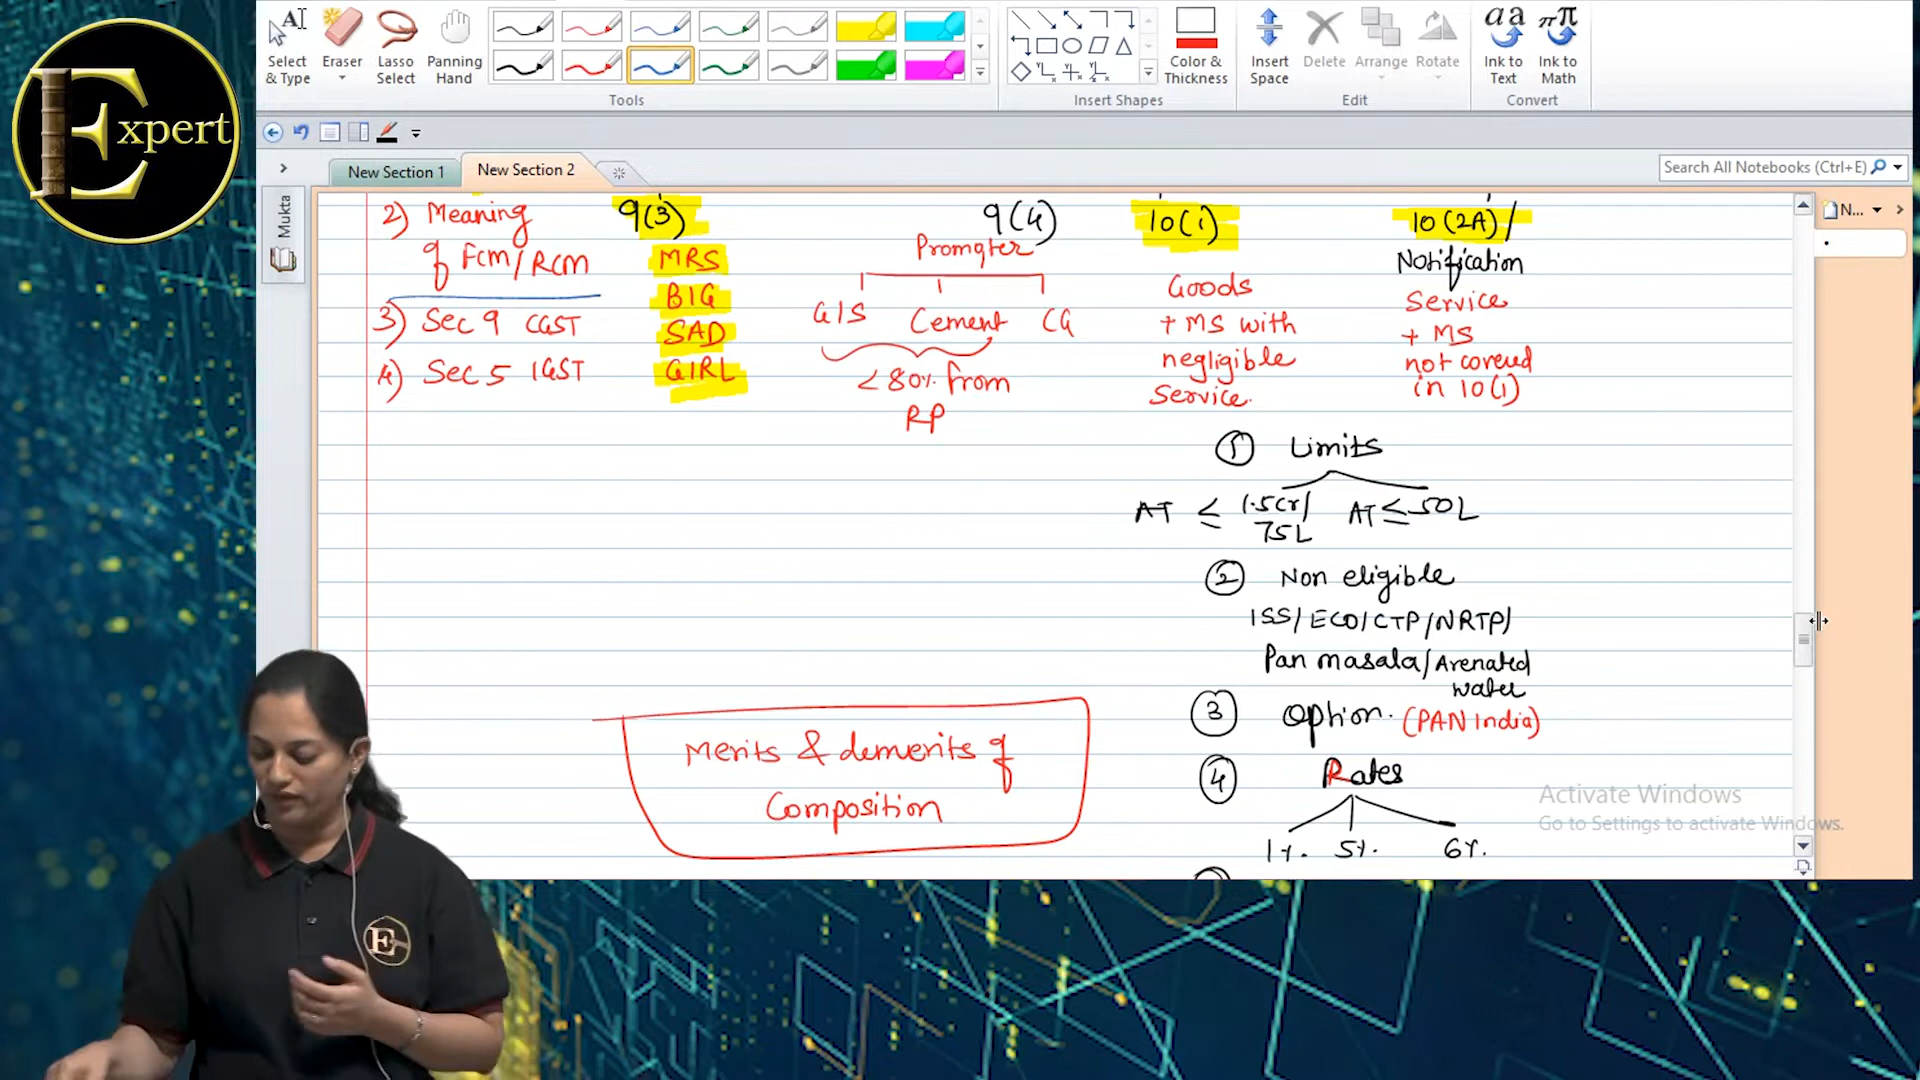 Expert
Select & Type
Eraser
Lasso Select
Panning Hand
Tools
Insert Shapes
Color & Thickness
Insert Space
Delete
Arrange
Rotate
Edit
Ink to Text
Ink to Math
Convert
New Section 1
New Section 2
Search All Notebooks (Ctrl+E)
Mukta
N...
2) Meaning
of FCM/RCM
3) Sec 9 CGST
4) Sec 5 IGST
9(3)
MRS
BIG
SAD
GIRL
9(4)
Promoter
G/S
Cement
CG
<80% from
RP
10(1)
Goods
+ MS with
negligible
Service.
10(2A)/
Notification
Service
+ MS
not covered
in 10(1)
① Limits
AT ≤ 1.5Cr/
75L
AT ≤ 50L
② Non eligible
ISS/ECO/CTP/NRTP/
Pan masala/Arenated
water
③ Option. (PAN India)
④ Rates
1%. 5%. 6%.
Merits & demerits of
Composition
Activate Windows
Go to Settings to activate Windows.
E